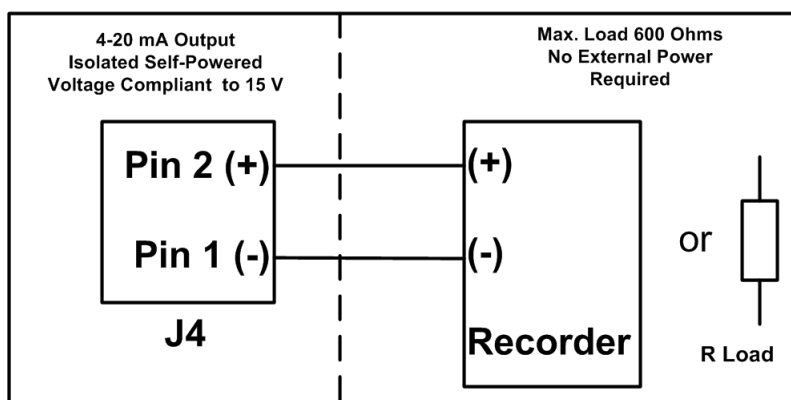 4-20 mA Output
Isolated Self-Powered
Voltage Compliant to 15 V
Max. Load 600 Ohms
No External Power
Required
Pin 2 (+)
Pin 1 (-)
J4
(+)
(-)
Recorder
or
R Load